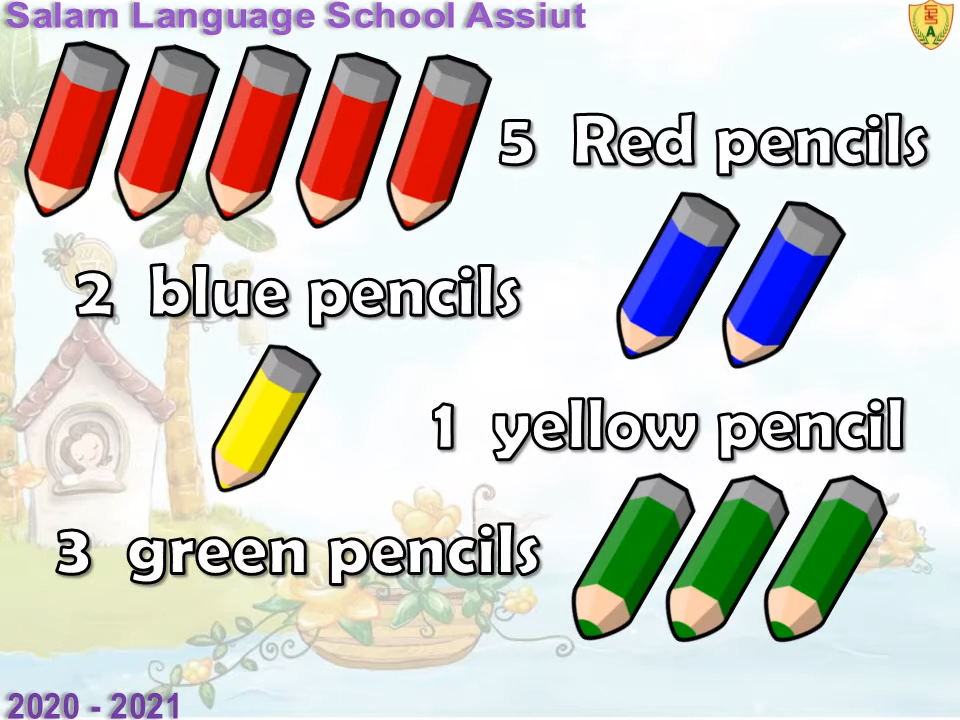 Salam Language School Assiut
5 Red pencils
2 blue pencils
1 yellow pencil
3 green pencils
2020 - 2021